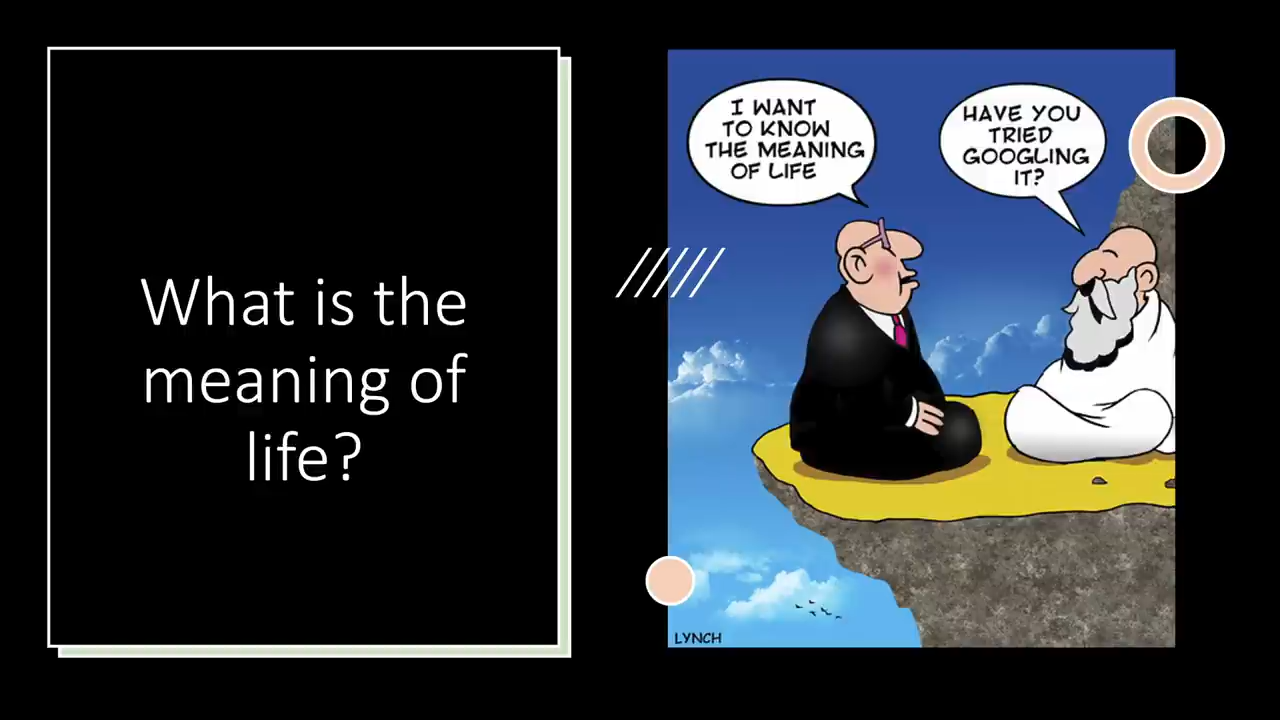 What is the
meaning of
life?
I WANT
TO KNOW
THE MEANING
OF LIFE
HAVE YOU
TRIED
GOOGLING
IT?
LYNCH